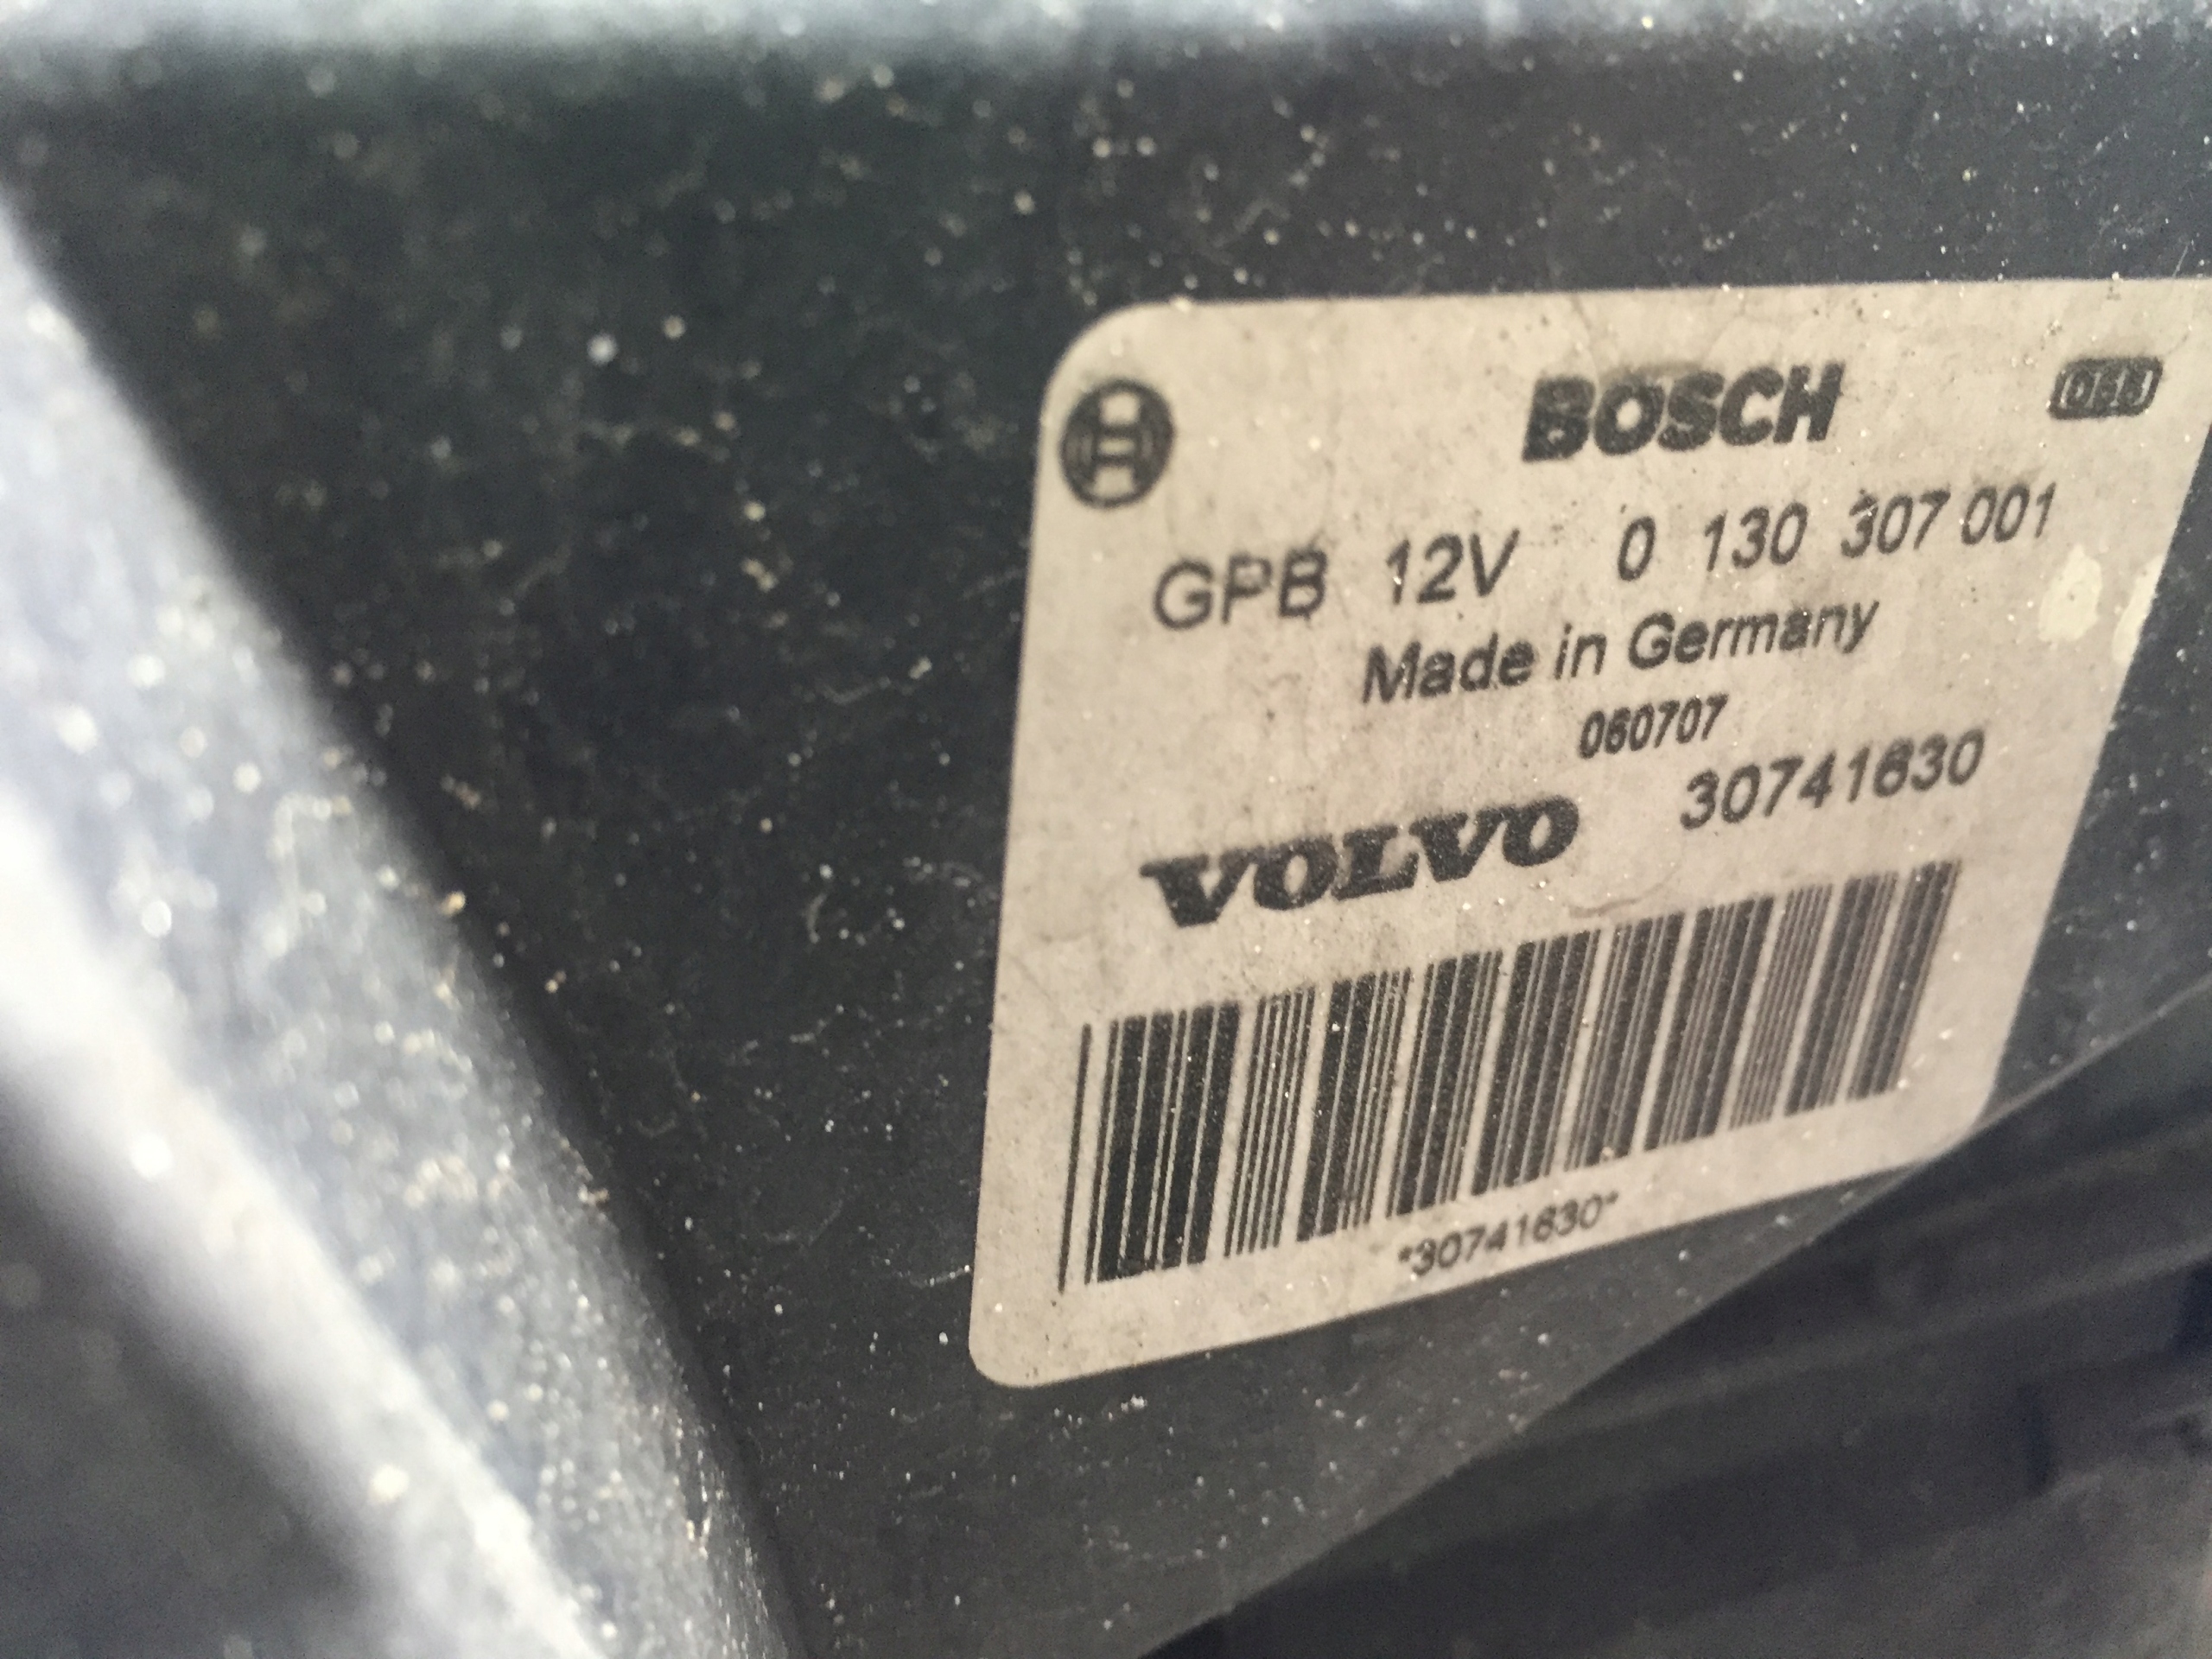 BOSCH
GPB 12V 0 130 307 001
Made in Germany
060707
VOLVO 30741630
*30741630*